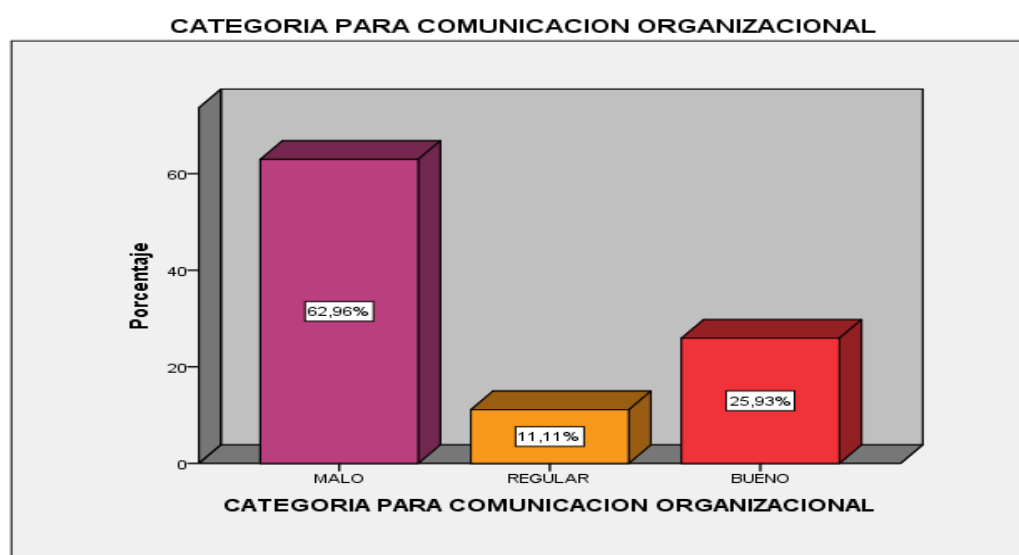 CATEGORIA PARA COMUNICACION ORGANIZACIONAL
Porcentaje
60
40
20
0
62,96%
11,11%
25,93%
MALO
REGULAR
BUENO
CATEGORIA PARA COMUNICACION ORGANIZACIONAL